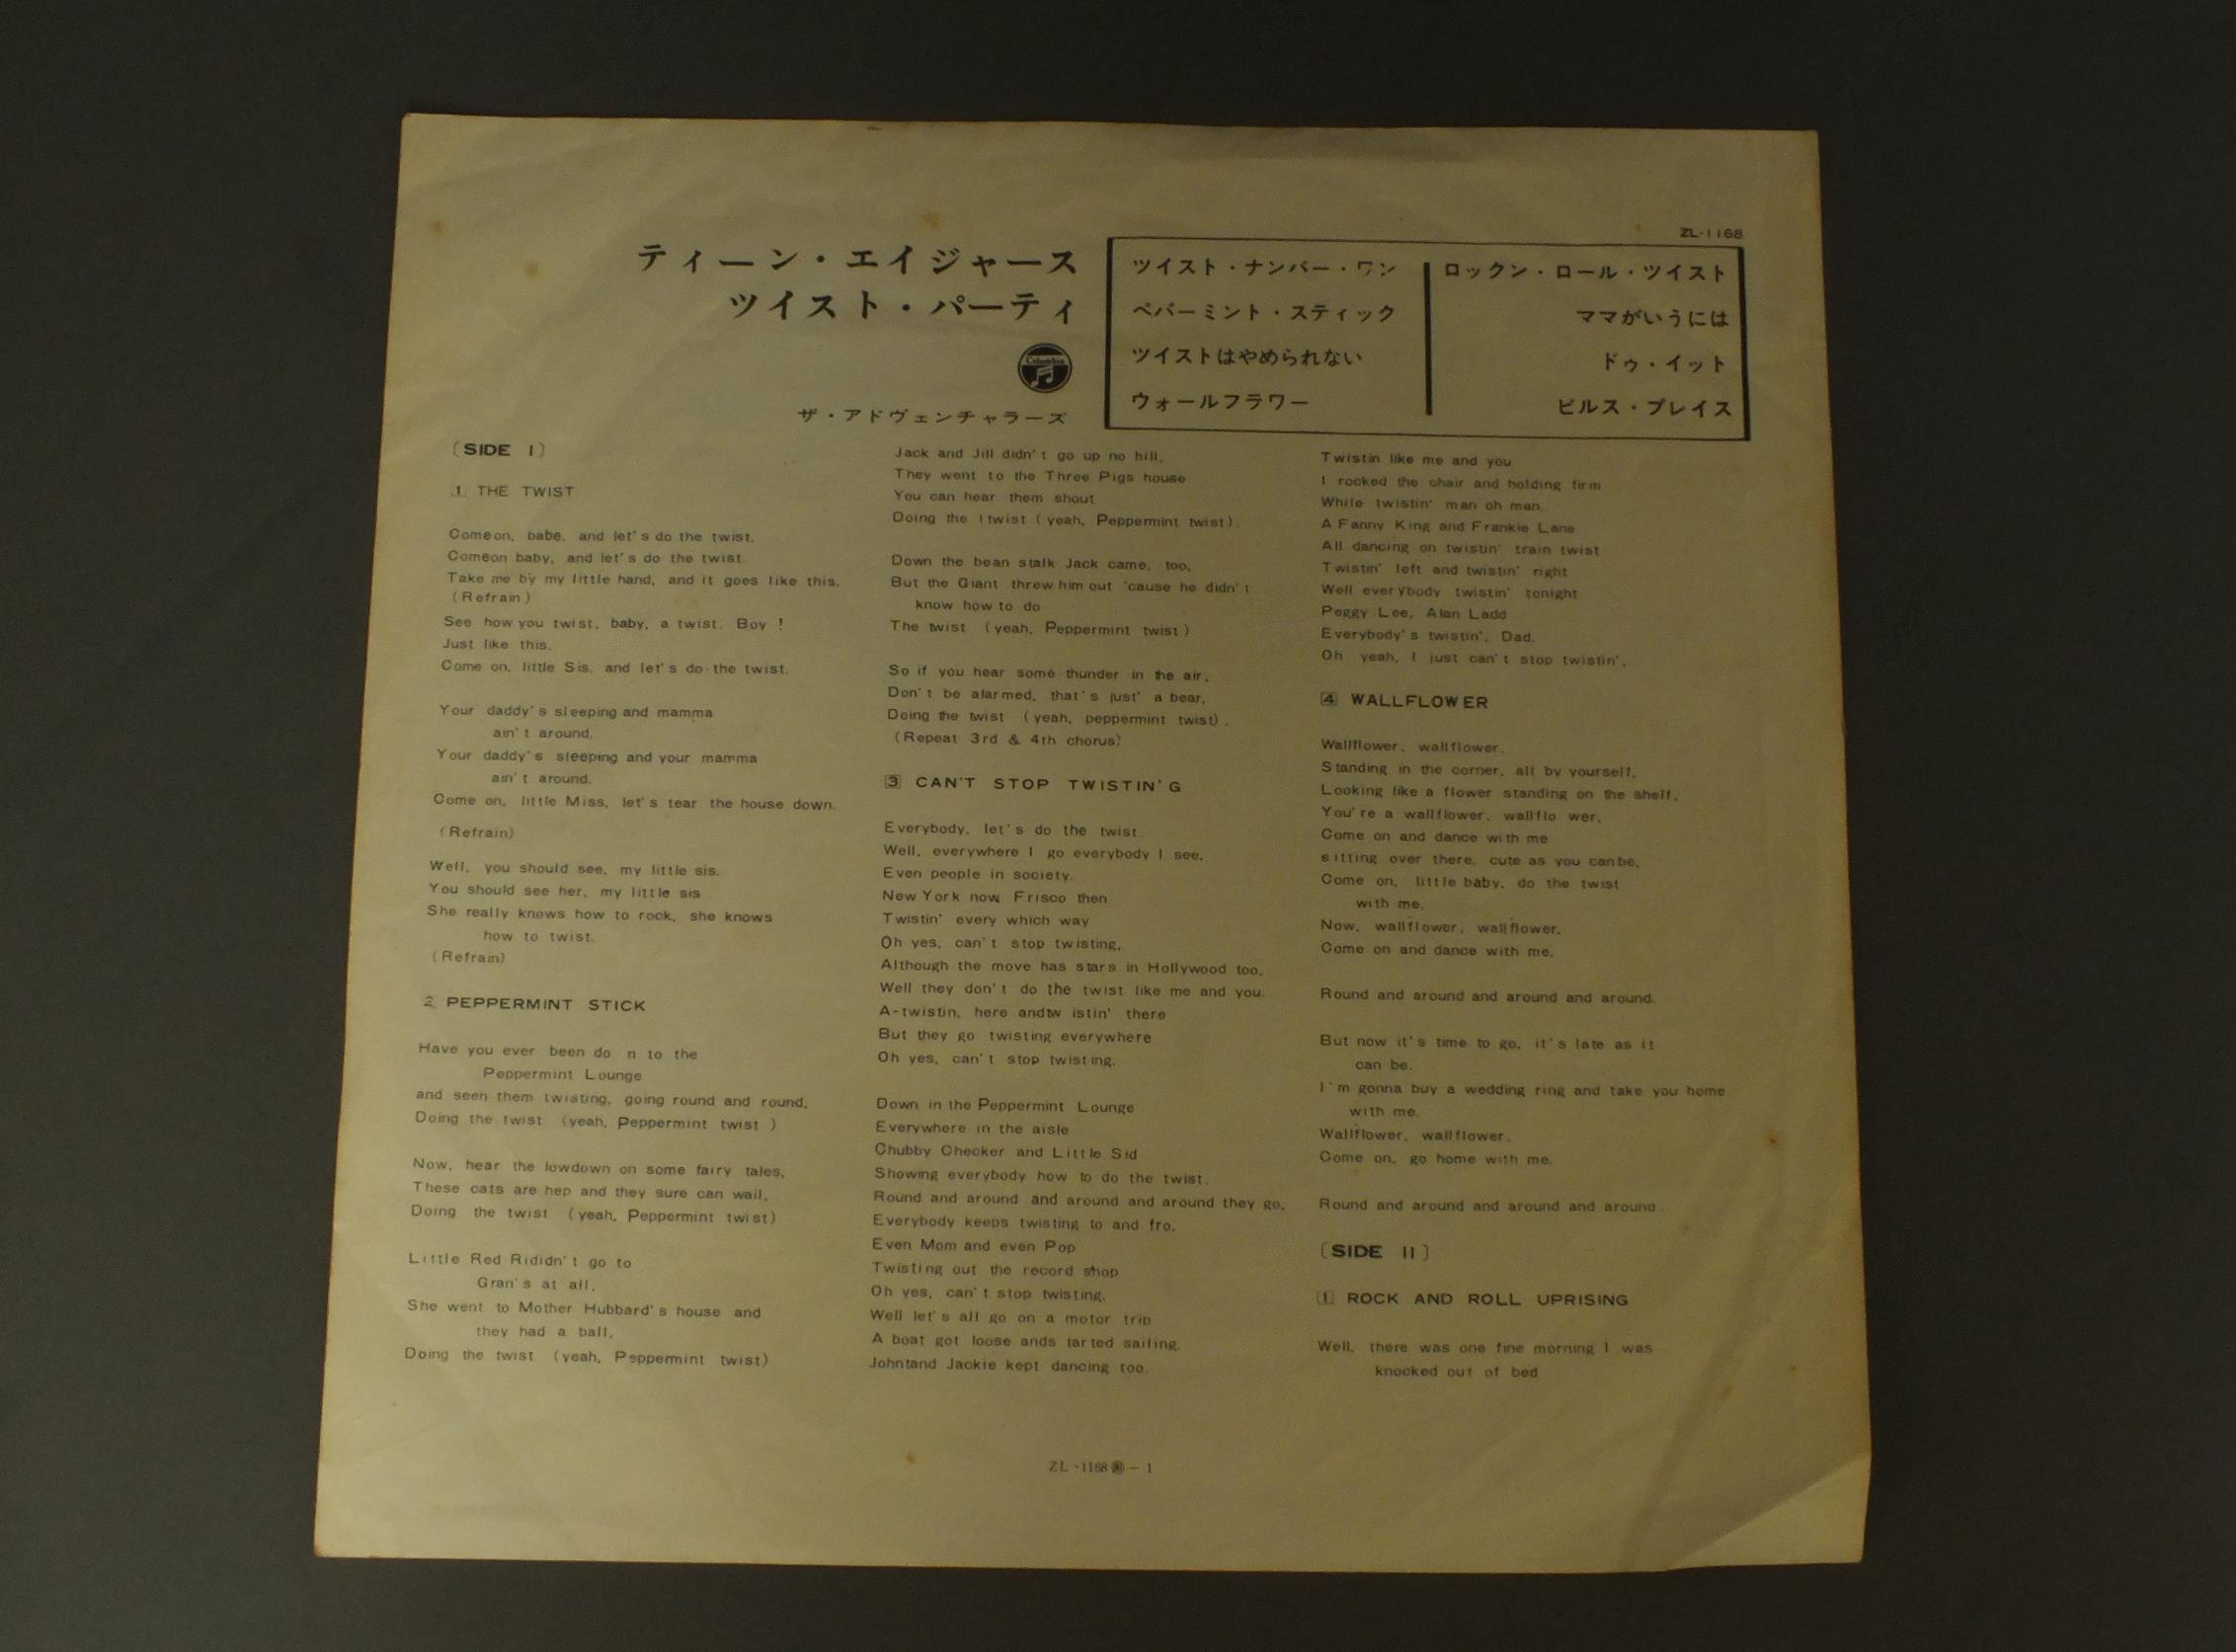 ZL-1168
ティーン・エイジャース
ツイスト・パーティ
Columbia
ザ・アドヴェンチャラーズ
ツイスト・ナンバー・ワン
ペパーミント・スティック
ツイストはやめられない
ウォールフラワー
ロックン・ロール・ツイスト
ママがいうには
ドゥ・イット
ビルス・プレイス
〔SIDE I〕
1 THE TWIST
Comeon, babe, and let's do the twist.
Comeon baby, and let's do the twist.
Take me by my little hand, and it goes like this.
(Refrain)
See how you twist, baby, a twist. Boy !
Just like this.
Come on, little Sis. and let's do the twist.
Your daddy's sleeping and mamma
ain't around.
Your daddy's sleeping and your mamma
ain't around.
Come on, little Miss, let's tear the house down.
(Refrain)
Well, you should see, my little sis.
You should see her, my little sis
She really knows how to rock, she knows
how to twist.
(Refrain)
2 PEPPERMINT STICK
Have you ever been do n to the
Peppermint Lounge
and seen them twisting, going round and round,
Doing the twist (yeah, Peppermint twist )
Now, hear the lowdown on some fairy tales,
These cats are hep and they sure can wail,
Doing the twist (yeah, Peppermint twist)
Little Red Rididn't go to
Gran's at all,
She went to Mother Hubbard's house and
they had a ball,
Doing the twist (yeah, Peppermint twist)
Jack and Jill didn't go up no hill,
They went to the Three Pigs house
You can hear them shout
Doing the ltwist (yeah, Peppermint twist).
Down the bean stalk Jack came, too,
But the Giant threw him out 'cause he didn't
know how to do
The twist (yeah, Peppermint twist)
So if you hear some thunder in the air,
Don't be alarmed, that's just' a bear,
Doing the twist (yeah, peppermint twist).
(Repeat 3rd & 4th chorus)
3 CAN'T STOP TWISTIN'G
Everybody, let's do the twist.
Well, everywhere I go everybody I see,
Even people in society.
New York now, Frisco then
Twistin' every which way
Oh yes, can't stop twisting,
Although the move has stars in Hollywood too,
Well they don't do the twist like me and you.
A-twistin, here andtw istin' there
But they go twisting everywhere
Oh yes, can't stop twisting.
Down in the Peppermint Lounge
Everywhere in the aisle
Chubby Checker and Little Sid
Showing everybody how to do the twist.
Round and around and around and around they go,
Everybody keeps twisting to and fro,
Even Mom and even Pop
Twisting out the record shop
Oh yes, can't stop twisting.
Well let's all go on a motor trip
A boat got loose ands tarted sailing.
Johntand Jackie kept dancing too.
Twistin like me and you
I rocked the chair and holding firm
While twistin' man oh man.
A Fanny King and Frankie Lane
All dancing on twistin' train twist
Twistin' left and twistin' right
Well everybody twistin' tonight
Peggy Lee, Alan Ladd
Everybody's twistin', Dad.
Oh yeah, I just can't stop twistin'.
4 WALLFLOWER
Wallflower, wallflower.
Standing in the corner, all by yourself,
Looking like a flower standing on the shelf,
You're a wallflower, wallflo wer,
Come on and dance with me
sitting over there, cute as you canbe,
Come on, little baby, do the twist
with me.
Now, wallflower, wallflower,
Come on and dance with me.
Round and around and around and around.
But now it's time to go, it's late as it
can be.
I'm gonna buy a wedding ring and take you home
with me.
Wallflower, wallflower.
Come on, go home with me.
Round and around and around and around.
〔SIDE II〕
1 ROCK AND ROLL UPRISING
Well, there was one fine morning I was
knocked out of bed
ZL-1168 - 1